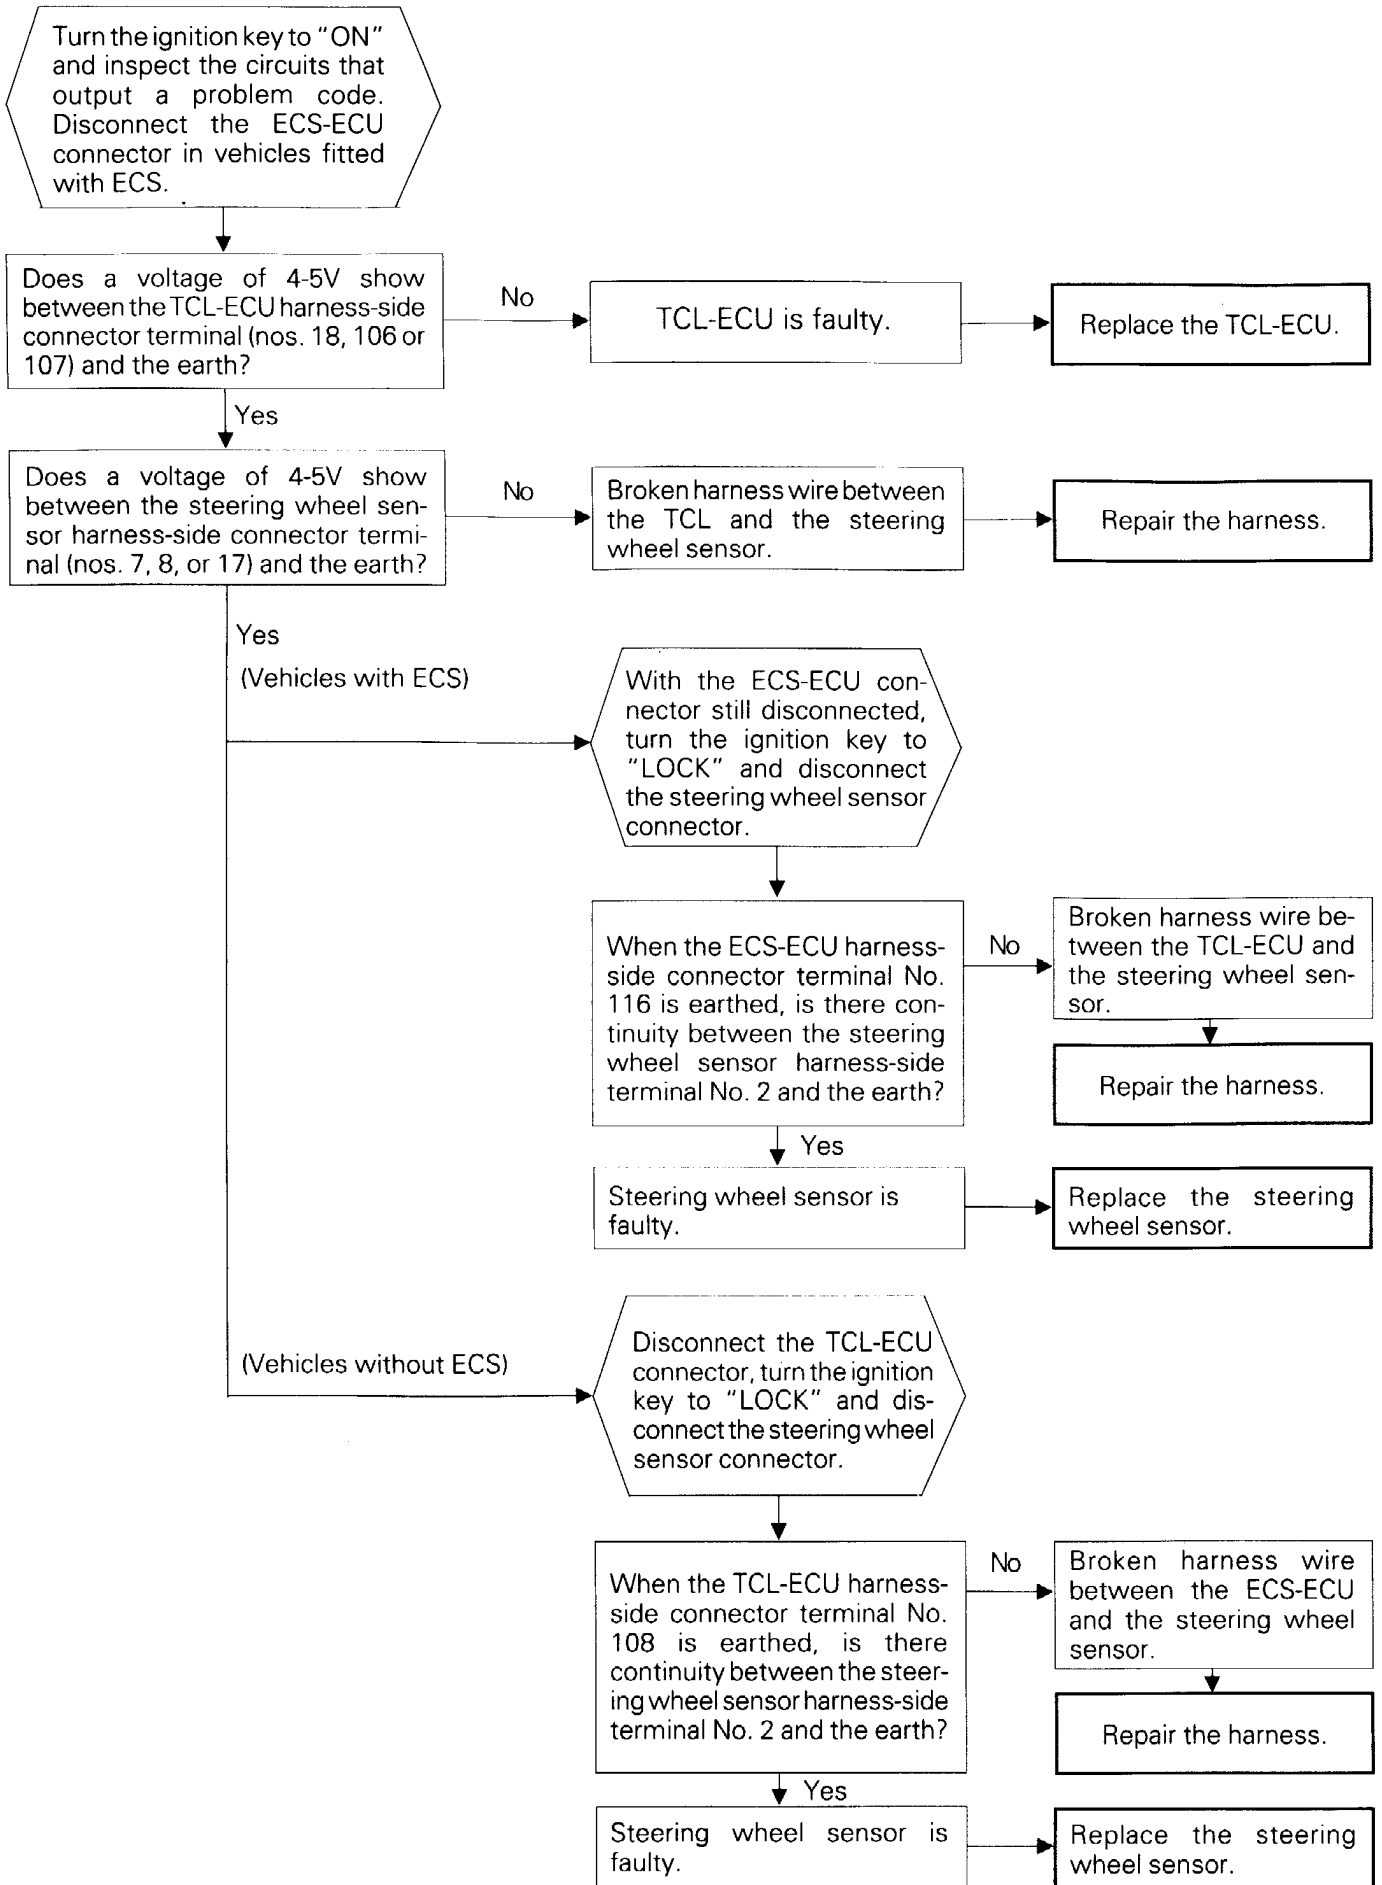 Turn the ignition key to "ON"
and inspect the circuits that
output a problem code.
Disconnect the ECS-ECU
connector in vehicles fitted
with ECS.
Does a voltage of 4-5V show
between the TCL-ECU harness-side
connector terminal (nos. 18, 106 or
107) and the earth?
No
TCL-ECU is faulty.
Replace the TCL-ECU.
Yes
Does a voltage of 4-5V show
between the steering wheel sen-
sor harness-side connector termi-
nal (nos. 7, 8, or 17) and the earth?
No
Broken harness wire between
the TCL and the steering
wheel sensor.
Repair the harness.
Yes
(Vehicles with ECS)
With the ECS-ECU con-
nector still disconnected,
turn the ignition key to
"LOCK" and disconnect
the steering wheel sensor
connector.
When the ECS-ECU harness-
side connector terminal No.
116 is earthed, is there con-
tinuity between the steering
wheel sensor harness-side
terminal No. 2 and the earth?
No
Broken harness wire be-
tween the TCL-ECU and
the steering wheel sen-
sor.
Repair the harness.
Yes
Steering wheel sensor is
faulty.
Replace the steering
wheel sensor.
(Vehicles without ECS)
Disconnect the TCL-ECU
connector, turn the ignition
key to "LOCK" and dis-
connect the steering wheel
sensor connector.
When the TCL-ECU harness-
side connector terminal No.
108 is earthed, is there
continuity between the steer-
ing wheel sensor harness-side
terminal No. 2 and the earth?
No
Broken harness wire
between the ECS-ECU
and the steering wheel
sensor.
Repair the harness.
Yes
Steering wheel sensor is
faulty.
Replace the steering
wheel sensor.